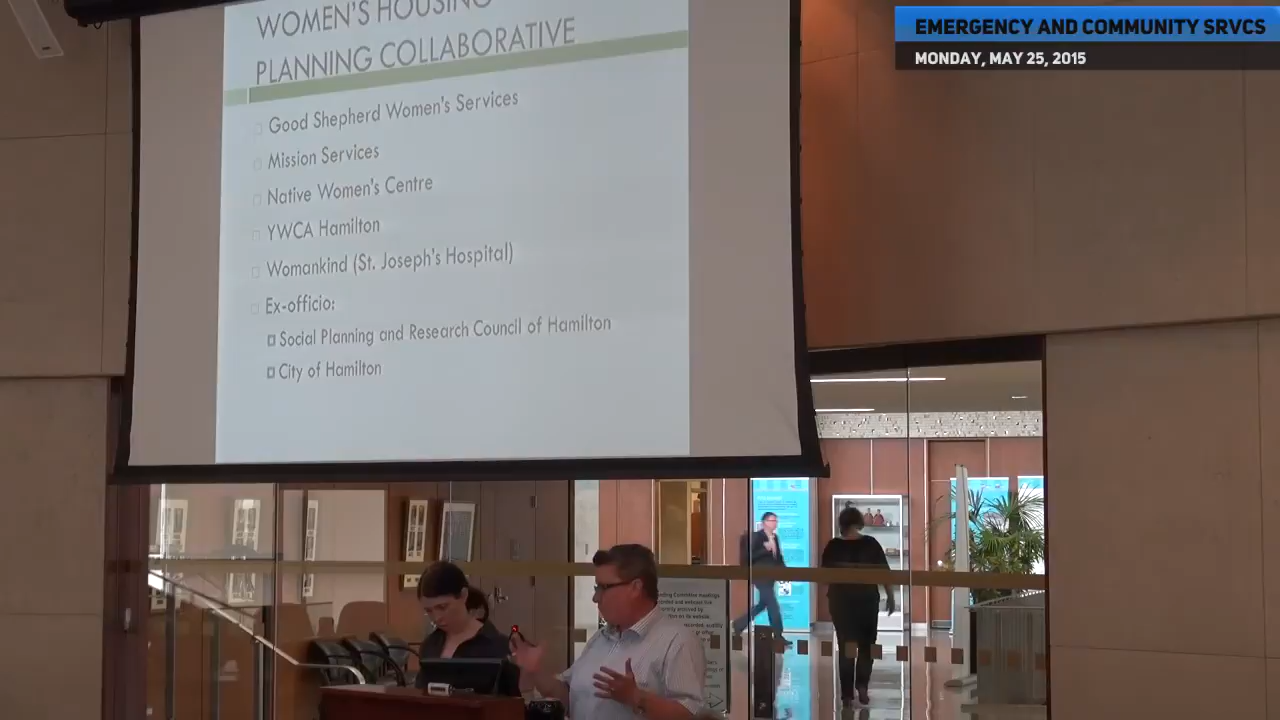 EMERGENCY AND COMMUNITY SRVCS
MONDAY, MAY 25, 2015
WOMEN'S HOUSING
PLANNING COLLABORATIVE
Good Shepherd Women's Services
Mission Services
Native Women's Centre
YWCA Hamilton
Womankind (St. Joseph's Hospital)
Ex-officio:
Social Planning and Research Council of Hamilton
City of Hamilton
Committee meetings